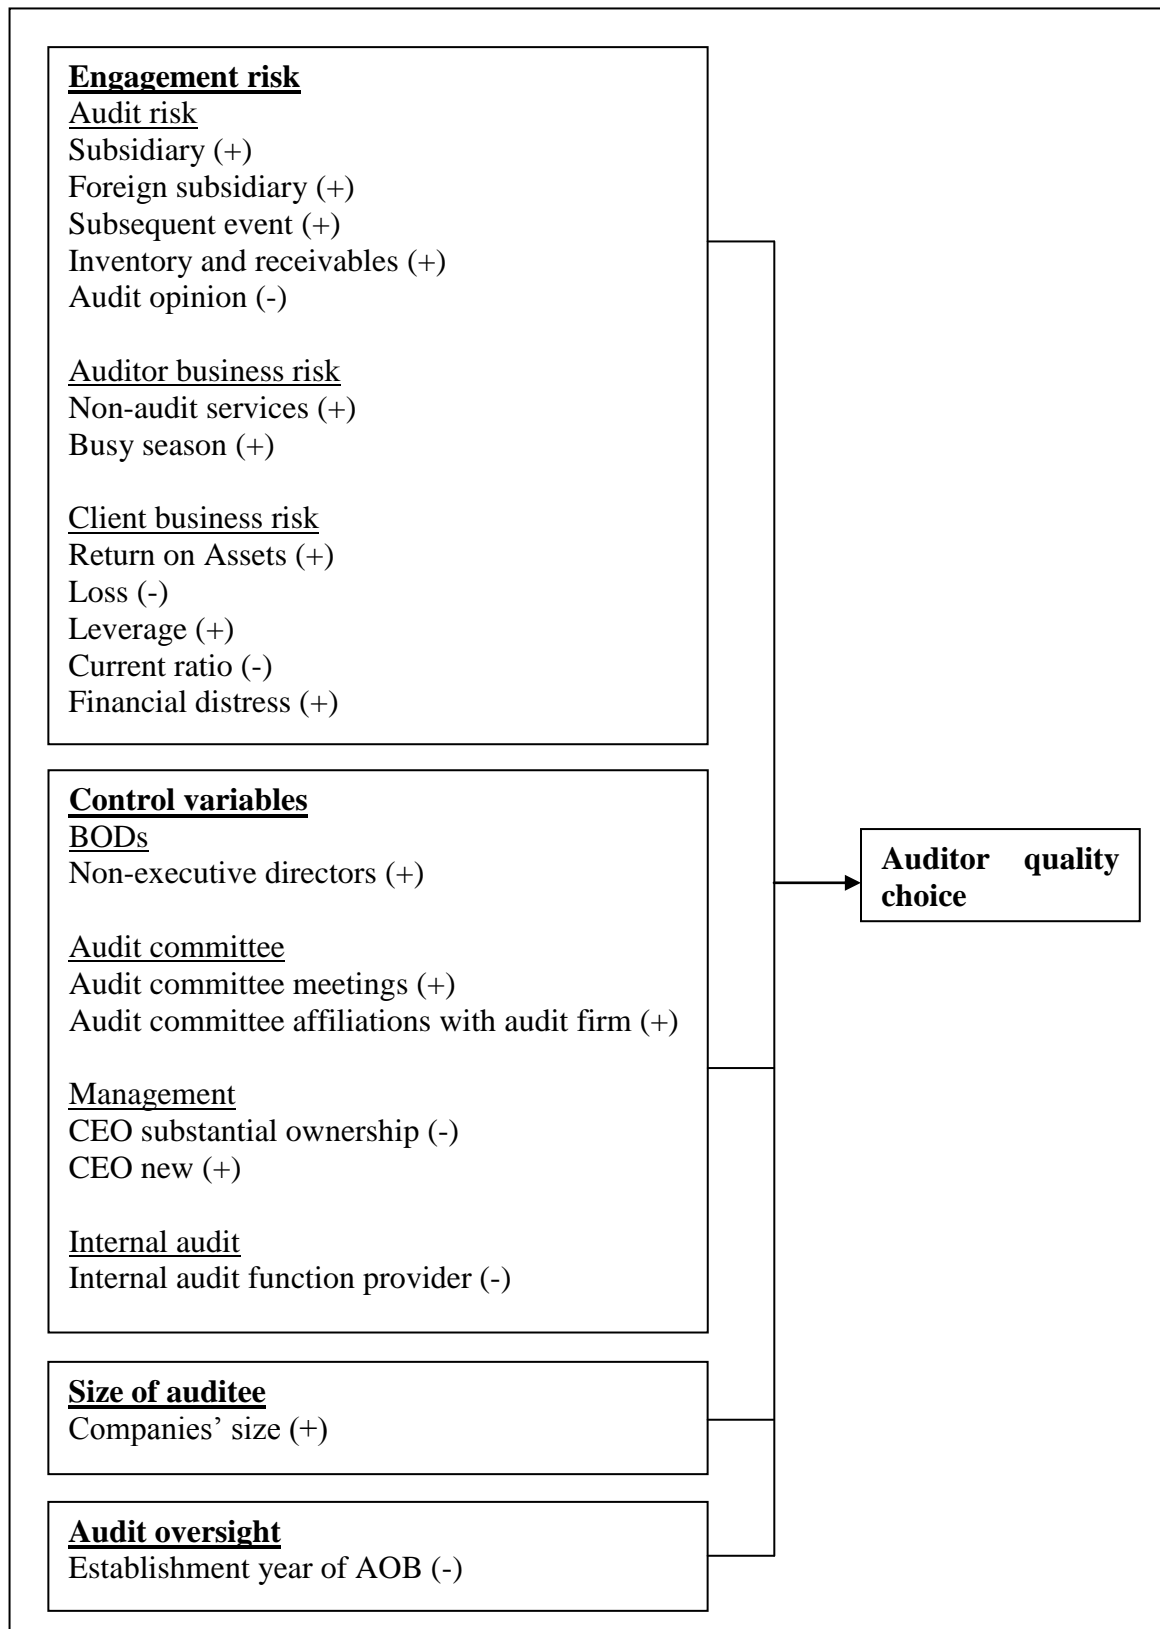 Engagement risk
Audit risk
Subsidiary (+)
Foreign subsidiary (+)
Subsequent event (+)
Inventory and receivables (+)
Audit opinion (-)
Auditor business risk
Non-audit services (+)
Busy season (+)
Client business risk
Return on Assets (+)
Loss (-)
Leverage (+)
Current ratio (-)
Financial distress (+)
Control variables
BODs
Non-executive directors (+)
Audit committee
Audit committee meetings (+)
Audit committee affiliations with audit firm (+)
Management
CEO substantial ownership (-)
CEO new (+)
Internal audit
Internal audit function provider (-)
Size of auditee
Companies’ size (+)
Audit oversight
Establishment year of AOB (-)
Auditor quality
choice